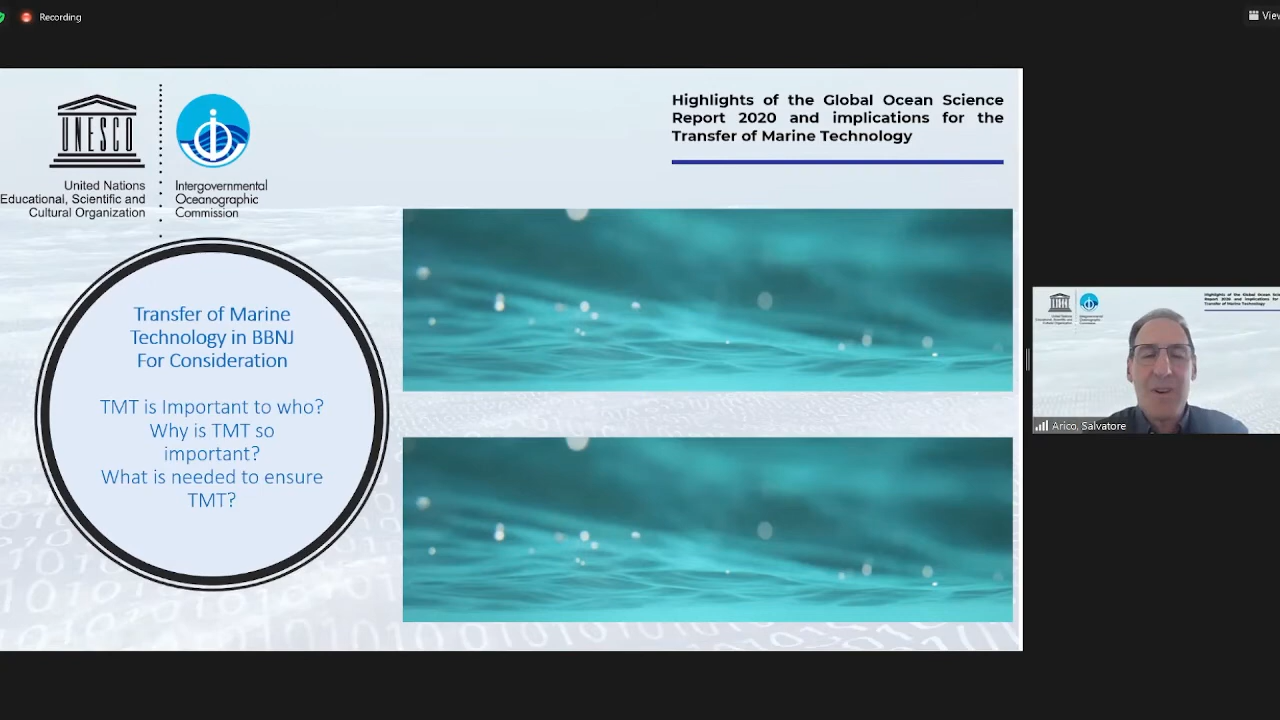 Recording
View
UNESCO
United Nations
Educational, Scientific and
Cultural Organization
Intergovernmental
Oceanographic
Commission
Highlights of the Global Ocean Science
Report 2020 and implications for the
Transfer of Marine Technology
Transfer of Marine
Technology in BBNJ
For Consideration
TMT is Important to who?
Why is TMT so
important?
What is needed to ensure
TMT?
Arico, Salvatore